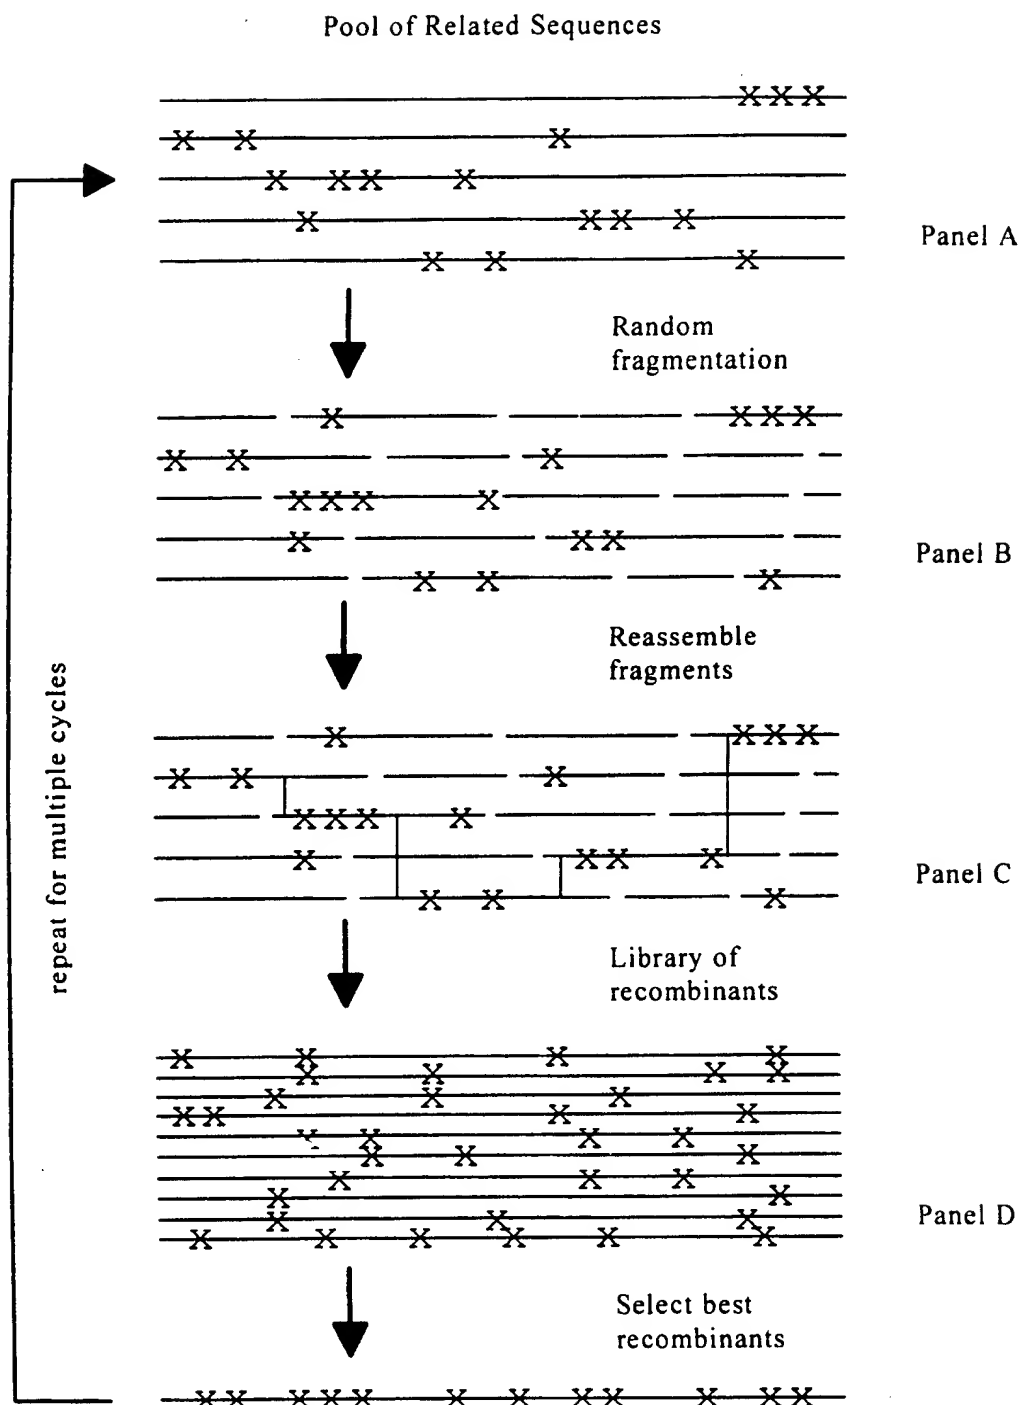 Pool of Related Sequences
X X X
X X X
X X X X
Panel A
X X X X
X X X
Random
fragmentation
X X X X
X X X
X X X X
Panel B
X X X
X X X
Reassemble
fragments
repeat for multiple cycles
X X X X
X X X
X X X X
Panel C
X X X X
X X X
Library of
recombinants
X X X X
X X X X
X X X
X X X X
X X X X
X X X
X X X
X X
Panel D
X X X
X X X X X X
Select best
recombinants
X X X X X X X X X X X X